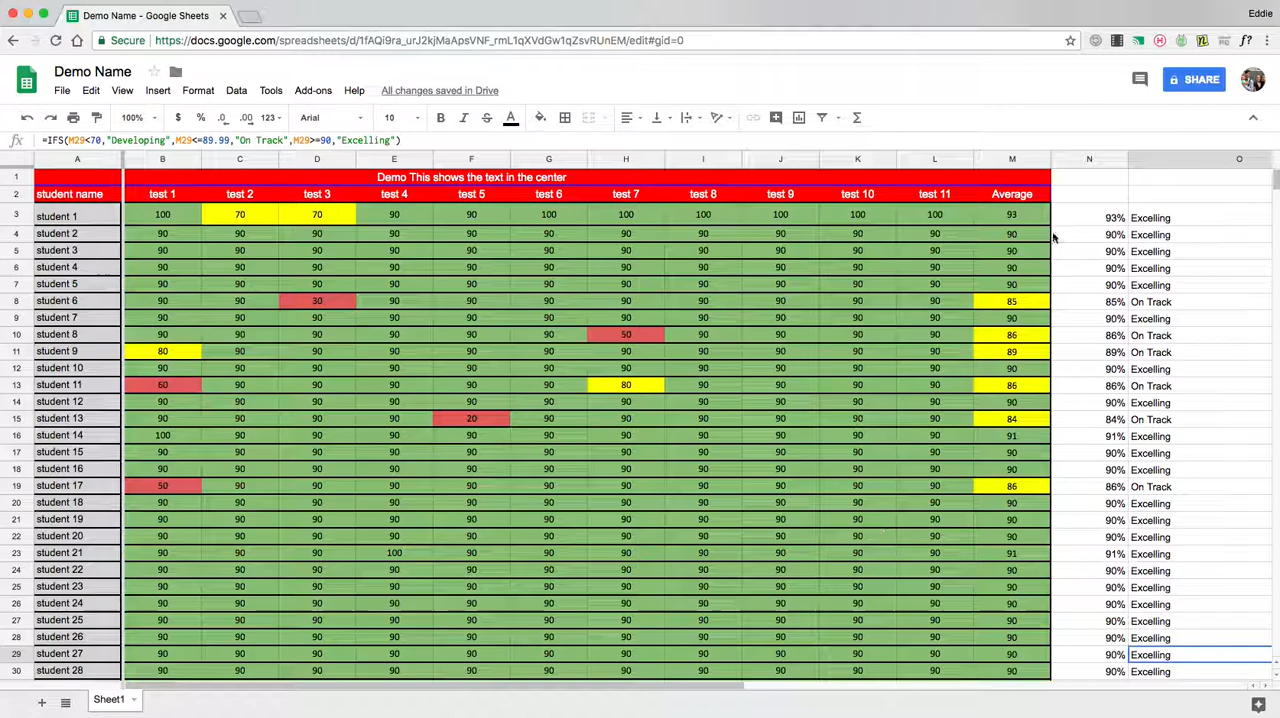 Demo Name - Google Sheets
Eddie
Secure https://docs.google.com/spreadsheets/d/1fAQi9ra_urJ2kjMaApsVNF_rmL1qXVdGw1qZsvRUnEM/edit#gid=0
Demo Name
File Edit View Insert Format Data Tools Add-ons Help All changes saved in Drive
SHARE
100% $ % .0 .00 123 Arial 10 B I S A
fx =IFS(M29<70,"Developing",M29<=89.99,"On Track",M29>=90,"Excelling")
A B C D E F G H I J K L M N O
1 Demo This shows the text in the center
2 student name test 1 test 2 test 3 test 4 test 5 test 6 test 7 test 8 test 9 test 10 test 11 Average
3 student 1 100 70 70 90 90 100 100 100 100 100 100 93 93% Excelling
4 student 2 90 90 90 90 90 90 90 90 90 90 90 90 90% Excelling
5 student 3 90 90 90 90 90 90 90 90 90 90 90 90 90% Excelling
6 student 4 90 90 90 90 90 90 90 90 90 90 90 90 90% Excelling
7 student 5 90 90 90 90 90 90 90 90 90 90 90 90 90% Excelling
8 student 6 90 90 30 90 90 90 90 90 90 90 90 85 85% On Track
9 student 7 90 90 90 90 90 90 90 90 90 90 90 90 90% Excelling
10 student 8 90 90 90 90 90 90 50 90 90 90 90 86 86% On Track
11 student 9 80 90 90 90 90 90 90 90 90 90 90 89 89% On Track
12 student 10 90 90 90 90 90 90 90 90 90 90 90 90 90% Excelling
13 student 11 60 90 90 90 90 90 80 90 90 90 90 86 86% On Track
14 student 12 90 90 90 90 90 90 90 90 90 90 90 90 90% Excelling
15 student 13 90 90 90 90 20 90 90 90 90 90 90 84 84% On Track
16 student 14 100 90 90 90 90 90 90 90 90 90 90 91 91% Excelling
17 student 15 90 90 90 90 90 90 90 90 90 90 90 90 90% Excelling
18 student 16 90 90 90 90 90 90 90 90 90 90 90 90 90% Excelling
19 student 17 50 90 90 90 90 90 90 90 90 90 90 86 86% On Track
20 student 18 90 90 90 90 90 90 90 90 90 90 90 90 90% Excelling
21 student 19 90 90 90 90 90 90 90 90 90 90 90 90 90% Excelling
22 student 20 90 90 90 90 90 90 90 90 90 90 90 90 90% Excelling
23 student 21 90 90 90 100 90 90 90 90 90 90 90 91 91% Excelling
24 student 22 90 90 90 90 90 90 90 90 90 90 90 90 90% Excelling
25 student 23 90 90 90 90 90 90 90 90 90 90 90 90 90% Excelling
26 student 24 90 90 90 90 90 90 90 90 90 90 90 90 90% Excelling
27 student 25 90 90 90 90 90 90 90 90 90 90 90 90 90% Excelling
28 student 26 90 90 90 90 90 90 90 90 90 90 90 90 90% Excelling
29 student 27 90 90 90 90 90 90 90 90 90 90 90 90 90% Excelling
30 student 28 90 90 90 90 90 90 90 90 90 90 90 90 90% Excelling
Sheet1